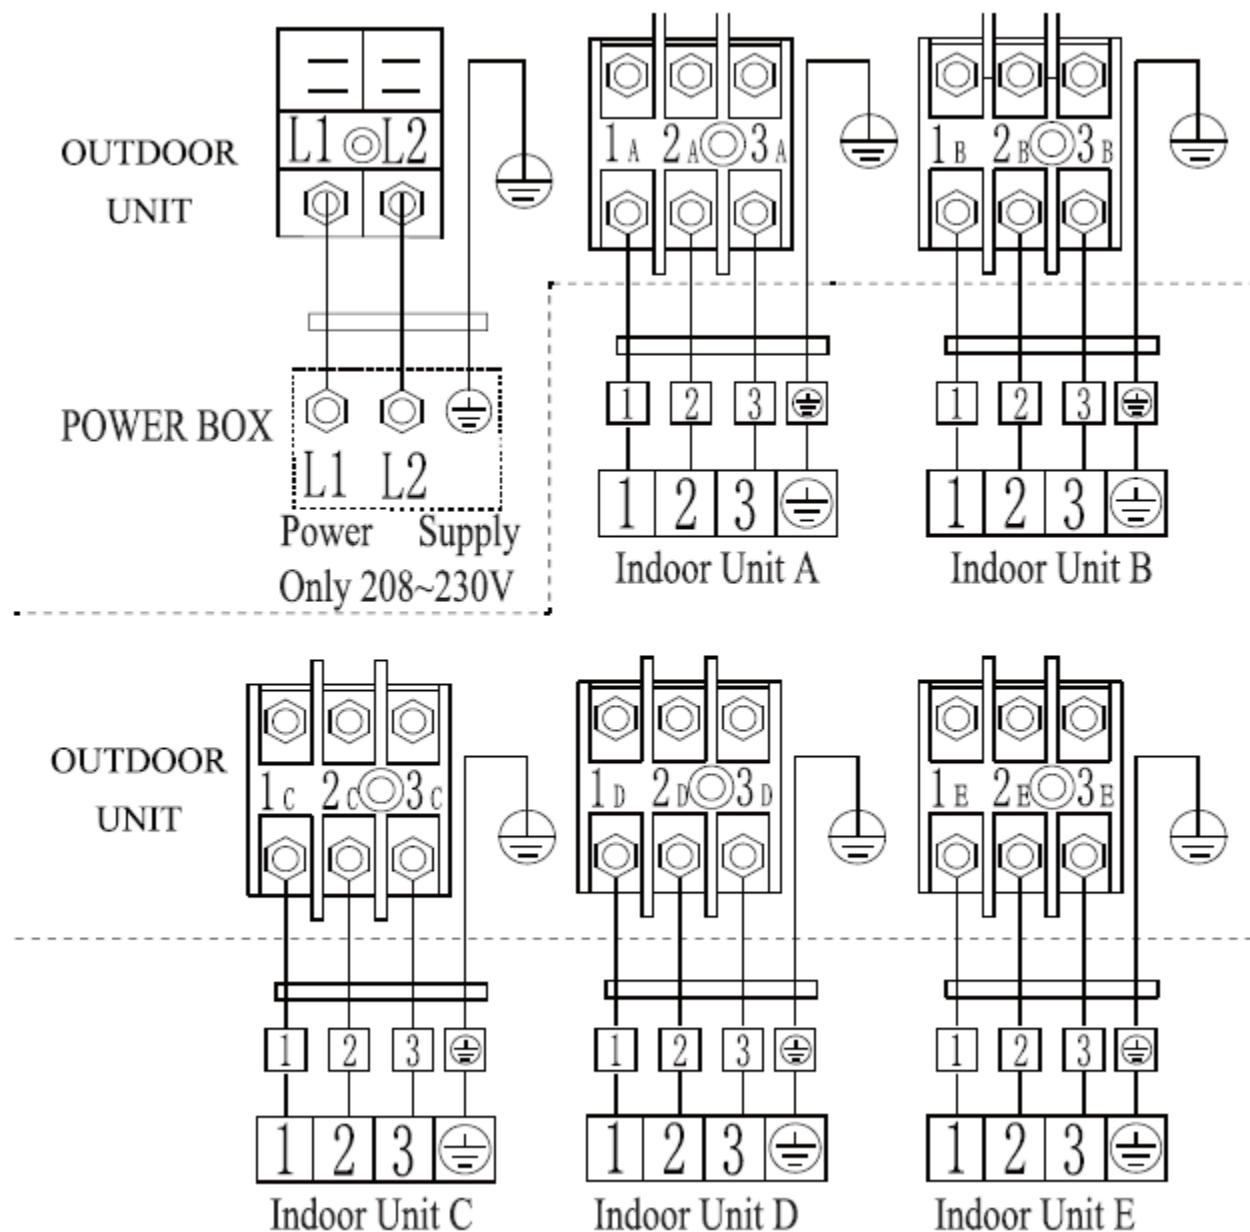 L1 L2
OUTDOOR
UNIT
1A 2A 3A
1B 2B 3B
POWER BOX
L1 L2
Power Supply
Only 208~230V
1 2 3
1 2 3
Indoor Unit A
1 2 3
1 2 3
Indoor Unit B
OUTDOOR
UNIT
1C 2C 3C
1D 2D 3D
1E 2E 3E
1 2 3
1 2 3
Indoor Unit C
1 2 3
1 2 3
Indoor Unit D
1 2 3
1 2 3
Indoor Unit E